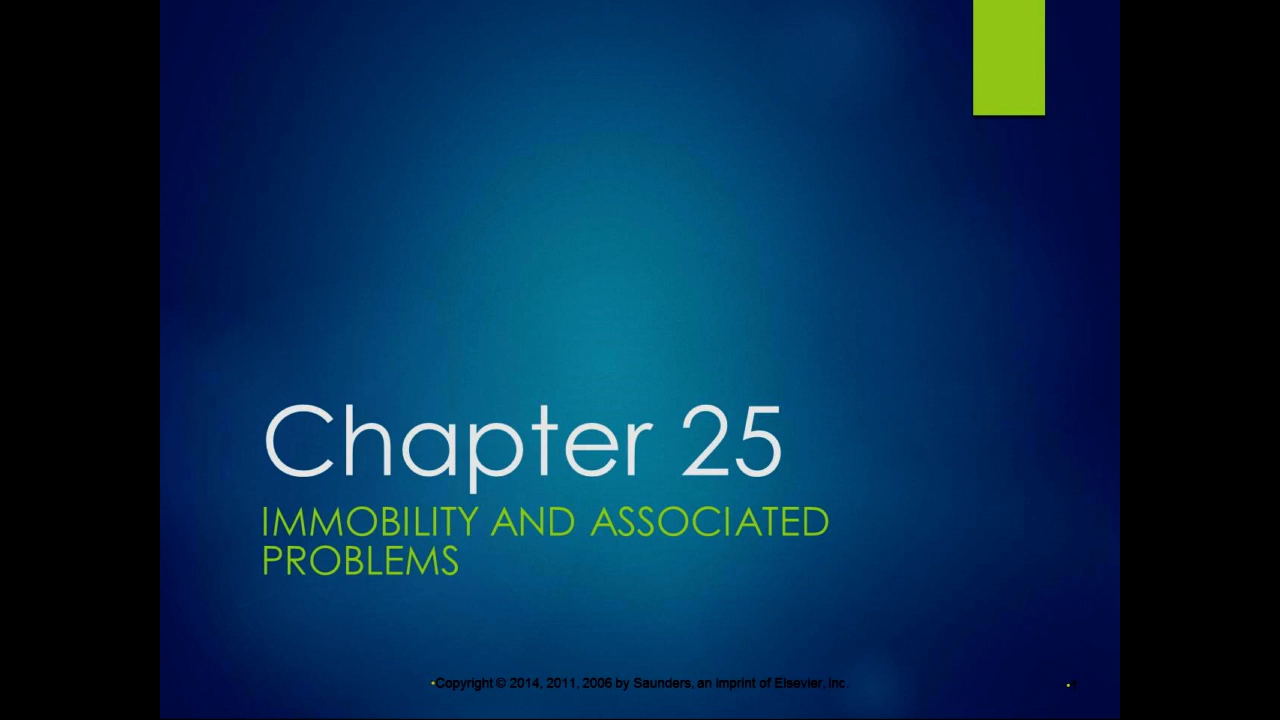 Chapter 25
IMMOBILITY AND ASSOCIATED
PROBLEMS
•Copyright © 2014, 2011, 2006 by Saunders, an imprint of Elsevier, Inc.